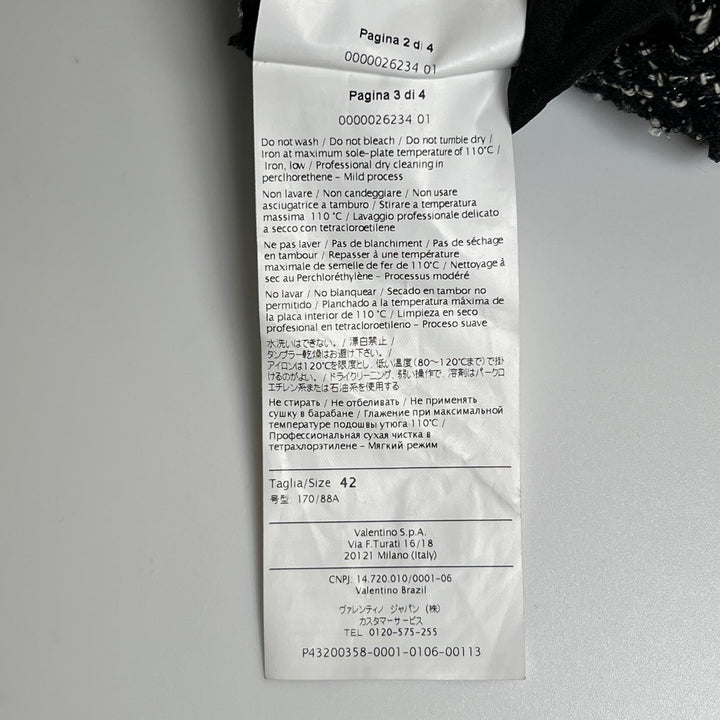 Pagina 2 di 4
0000026234 01
Pagina 3 di 4
0000026234 01
Do not wash / Do not bleach / Do not tumble dry /
Iron at maximum sole-plate temperature of 110°C /
Iron, low / Professional dry cleaning in
perclhorethene - Mild process
Non lavare / Non candeggiare / Non usare
asciugatrice a tamburo / Stirare a temperatura
massima 110 °C / Lavaggio professionale delicato
a secco con tetracloroetilene
Ne pas laver / Pas de blanchiment / Pas de séchage
en tambour / Repasser à une température
maximale de semelle de fer de 110°C / Nettoyage à
sec au Perchloréthylène - Processus modéré
No lavar / No blanquear / Secado en tambor no
permitido / Planchado a la temperatura máxima de
la placa interior de 110 °C / Limpieza en seco
profesional en tetracloroetileno - Proceso suave
水洗いはできない。/ 漂白禁止 /
タンブラー乾燥はお避け下さい。/
アイロンは120℃を限度とし、低い温度(80～120℃まで)で掛
けるのがよい。/ ドライクリーニング、弱い操作で、溶剤はパークロ
エチレン系または石油系を使用する
Не стирать / Не отбеливать / Не применять
сушку в барабане / Глажение при максимальной
температуре подошвы утюга 110°C /
Профессиональная сухая чистка в
тетрахлорэтилене - Мягкий режим
Taglia/Size 42
号型: 170/88A
Valentino S.p.A.
Via F.Turati 16/18
20121 Milano (Italy)
CNPJ: 14.720.010/0001-06
Valentino Brazil
ヴァレンティノ ジャパン (株)
カスタマーサービス
TEL 0120-575-255
P43200358-0001-0106-00113